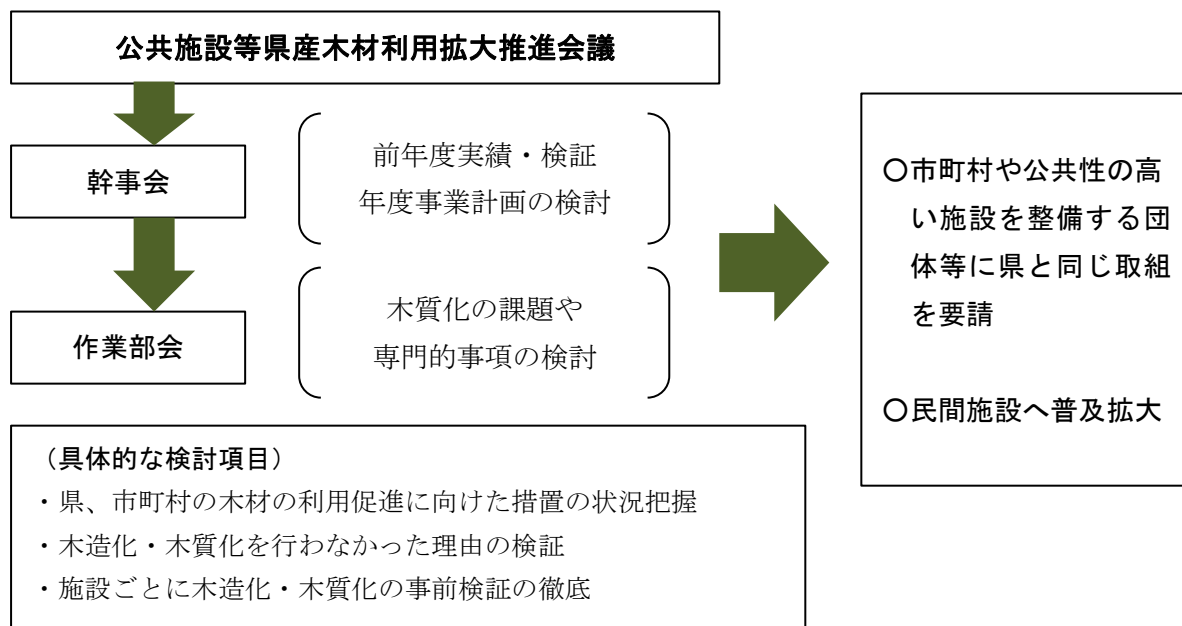 公共施設等県産木材利用拡大推進会議
幹事会
前年度実績・検証
年度事業計画の検討
作業部会
木質化の課題や
専門的事項の検討
〇市町村や公共性の高
い施設を整備する団
体等に県と同じ取組
を要請
〇民間施設へ普及拡大
（具体的な検討項目）
・県、市町村の木材の利用促進に向けた措置の状況把握
・木造化・木質化を行わなかった理由の検証
・施設ごとに木造化・木質化の事前検証の徹底